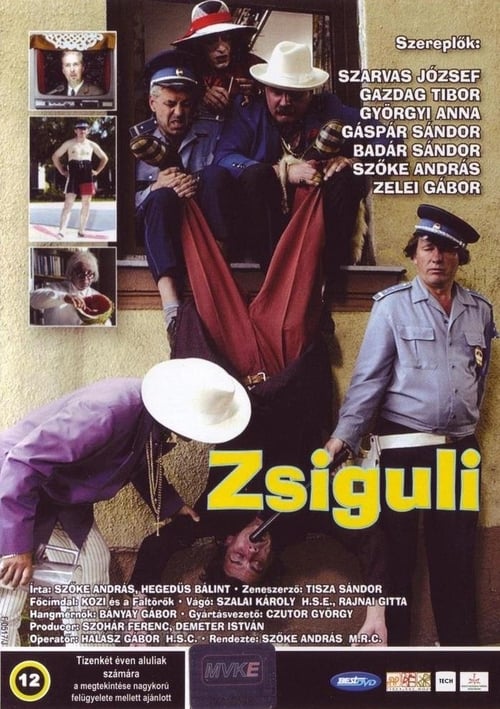 Szereplők:
SZARVAS JÓZSEF
GAZDAG TIBOR
GYÖRGYI ANNA
GÁSPÁR SÁNDOR
BADÁR SÁNDOR
SZŐKE ANDRÁS
ZELEI GÁBOR
Zsiguli
Írta: SZŐKE ANDRÁS, HEGEDŰS BÁLINT • Zeneszerző: TISZA SÁNDOR
Főcímdal: KOZI és a Faltörők • Vágó: SZALAI KÁROLY H.S.E., RAJNAI GITTA
Hangmérnök: BÁNYAY GÁBOR • Gyártásvezető: CZUTOR GYÖRGY
Producer: SZOHÁR FERENC, DEMETER ISTVÁN
Operatőr: HALÁSZ GÁBOR H.S.C. • Rendezte: SZŐKE ANDRÁS M.R.C.
12
Tizenkét éven aluliak
számára
a megtekintése nagykorú
felügyelete mellett ajánlott
MVKE
BEST DVD
TECH